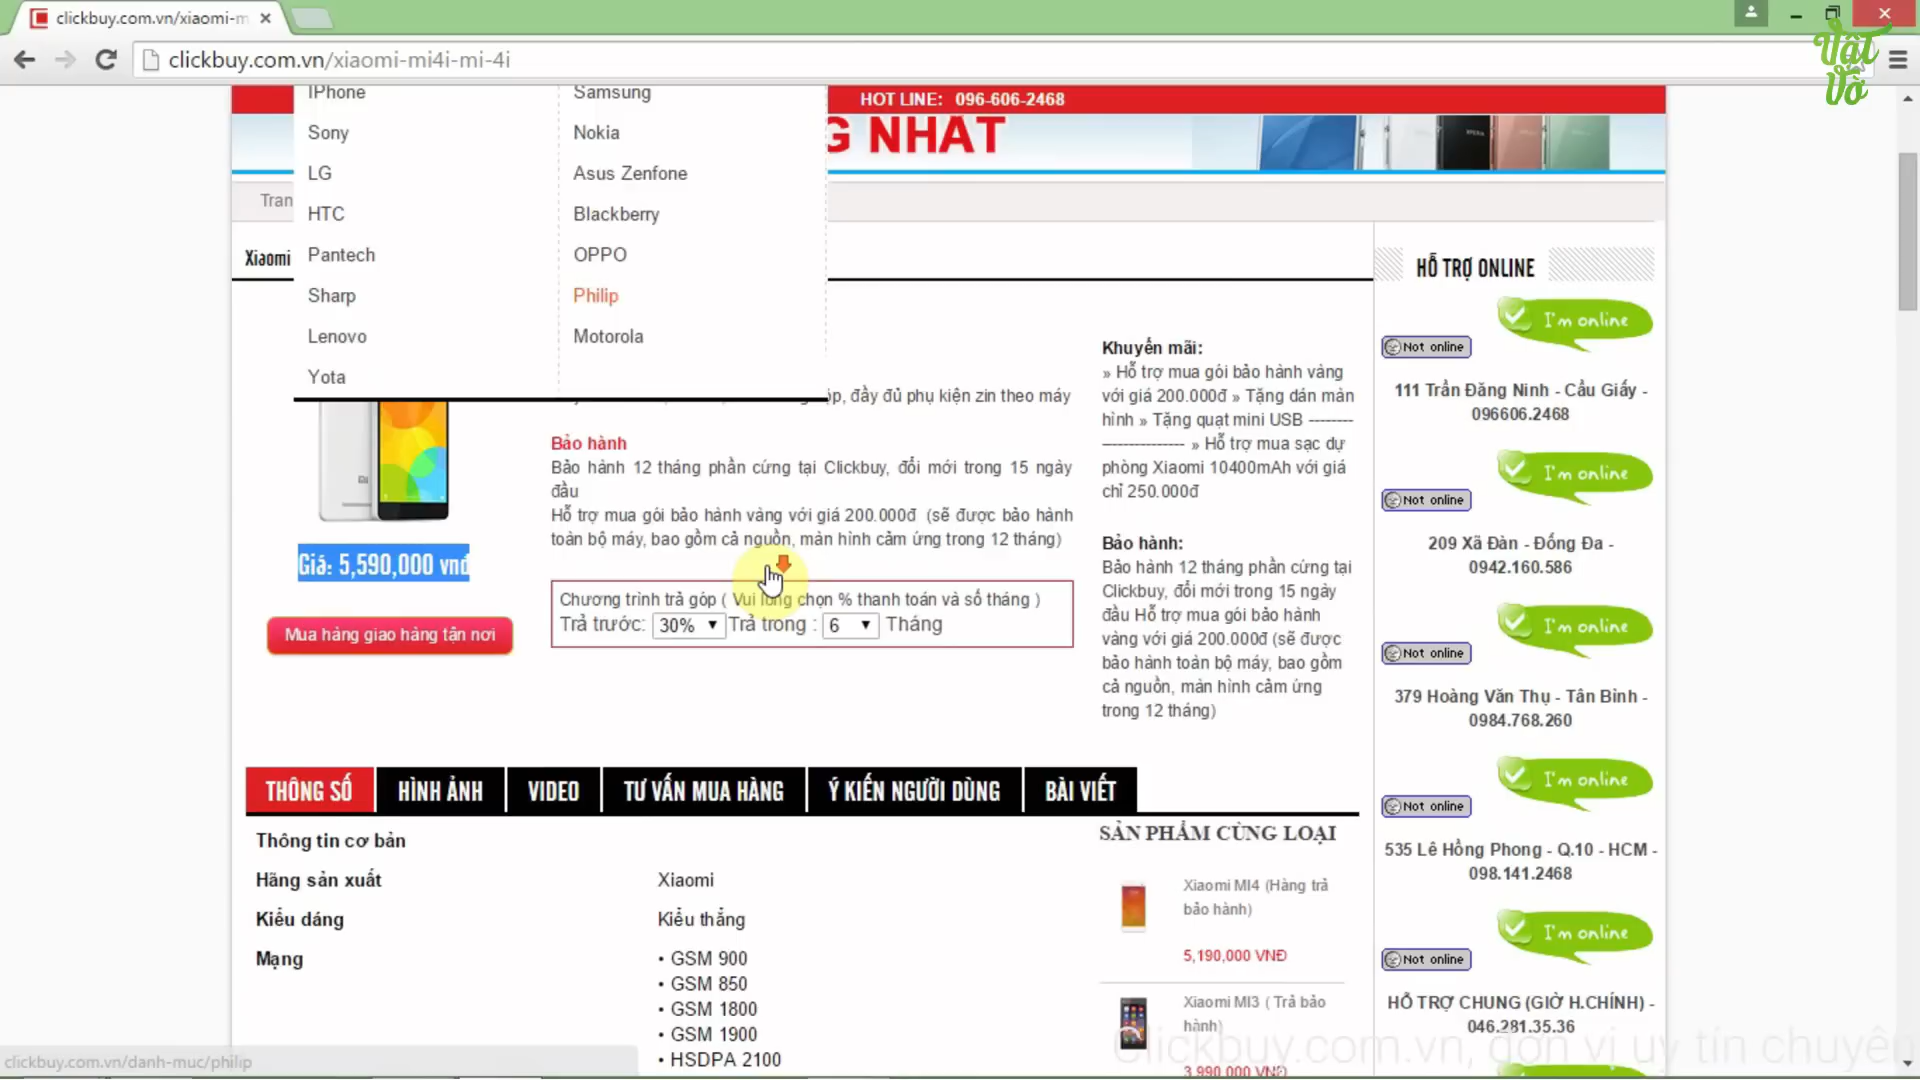 clickbuy.com.vn/xiaomi-m
clickbuy.com.vn/xiaomi-mi4i-mi-4i
Vật Vờ
HOT LINE: 096-606-2468
G NHẤT
IPhone
Samsung
Sony
Nokia
LG
Asus Zenfone
HTC
Blackberry
Pantech
OPPO
Sharp
Philip
Lenovo
Motorola
Yota
Tran
Xiaomi
đầy đủ phụ kiện zin theo máy
Bảo hành
Bảo hành 12 tháng phần cứng tại Clickbuy, đổi mới trong 15 ngày
đầu
Hỗ trợ mua gói bảo hành vàng với giá 200.000đ (sẽ được bảo hành
toàn bộ máy, bao gồm cả nguồn, màn hình cảm ứng trong 12 tháng)
Giá: 5,590,000 vnđ
Mua hàng giao hàng tận nơi
Chương trình trả góp ( Vui lòng chọn % thanh toán và số tháng )
Trả trước: 30% Trả trong : 6 Tháng
Khuyến mãi:
» Hỗ trợ mua gói bảo hành vàng
với giá 200.000đ » Tặng dán màn
hình » Tặng quạt mini USB --------
---------------- » Hỗ trợ mua sạc dự
phòng Xiaomi 10400mAh với giá
chỉ 250.000đ
Bảo hành:
Bảo hành 12 tháng phần cứng tại
Clickbuy, đổi mới trong 15 ngày
đầu Hỗ trợ mua gói bảo hành
vàng với giá 200.000đ (sẽ được
bảo hành toàn bộ máy, bao gồm
cả nguồn, màn hình cảm ứng
trong 12 tháng)
HỖ TRỢ ONLINE
I'm online
Not online
111 Trần Đăng Ninh - Cầu Giấy -
096606.2468
I'm online
Not online
209 Xã Đàn - Đống Đa -
0942.160.586
I'm online
Not online
379 Hoàng Văn Thụ - Tân Bình -
0984.768.260
I'm online
Not online
535 Lê Hồng Phong - Q.10 - HCM -
098.141.2468
I'm online
Not online
HỖ TRỢ CHUNG (GIỜ H.CHÍNH) -
046.281.35.36
THÔNG SỐ
HÌNH ẢNH
VIDEO
TƯ VẤN MUA HÀNG
Ý KIẾN NGƯỜI DÙNG
BÀI VIẾT
Thông tin cơ bản
Hãng sản xuất
Xiaomi
Kiểu dáng
Kiểu thẳng
Mạng
• GSM 900
• GSM 850
• GSM 1800
• GSM 1900
• HSDPA 2100
SẢN PHẨM CÙNG LOẠI
Xiaomi MI4 (Hàng trả
bảo hành)
5,190,000 VNĐ
Xiaomi MI3 ( Trả bảo
hành)
3,990,000 VNĐ
Clickbuy.com.vn, đơn vị uy tín chuyên
clickbuy.com.vn/danh-muc/philip